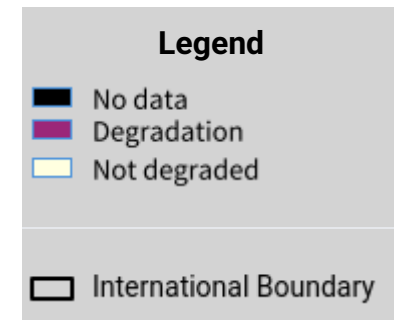 Legend
No data
Degradation
Not degraded
International Boundary